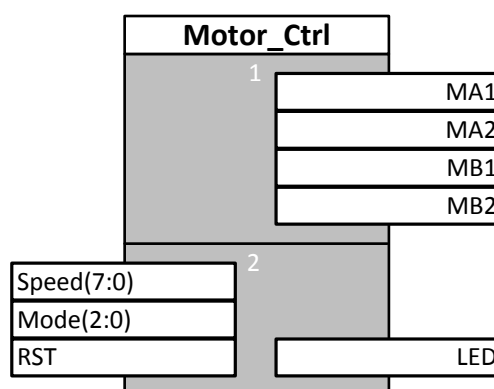 Motor_Ctrl
1
MA1
MA2
MB1
MB2
2
Speed(7:0)
Mode(2:0)
RST
LED